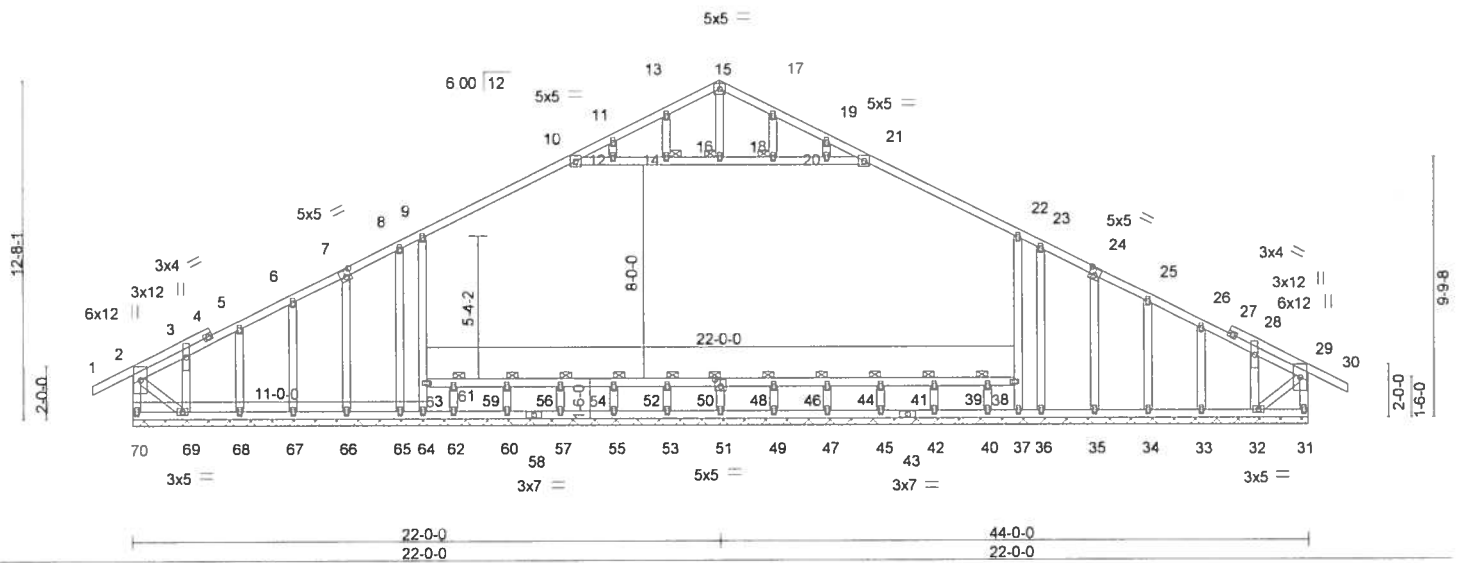 5x5 =
13 15 17
6 00 12
5x5 =
11
19 5x5 =
10
21
16 18
12 14 20
12-8-1
5x5 =
8 9
22 23
5x5 =
7
24
3x4 =
3x4 =
6
25
3x12 ||
3x12 ||
5-4-2
8-0-0
9-9-8
6x12 ||
6x12 ||
4 5
26 27
3
28
22-0-0
1 2
29 30
2-0-0
11-0-0
1-6-0
2-0-0
1-6-0
63 61 59 56 54 52 50 48 46 44 41 39 38
70 69 68 67 66 65 64 62 60 57 55 53 51 49 47 45 42 40 37 36 35 34 33 32 31
58
43
3x5 =
3x7 =
5x5 =
3x7 =
3x5 =
22-0-0
44-0-0
22-0-0
22-0-0